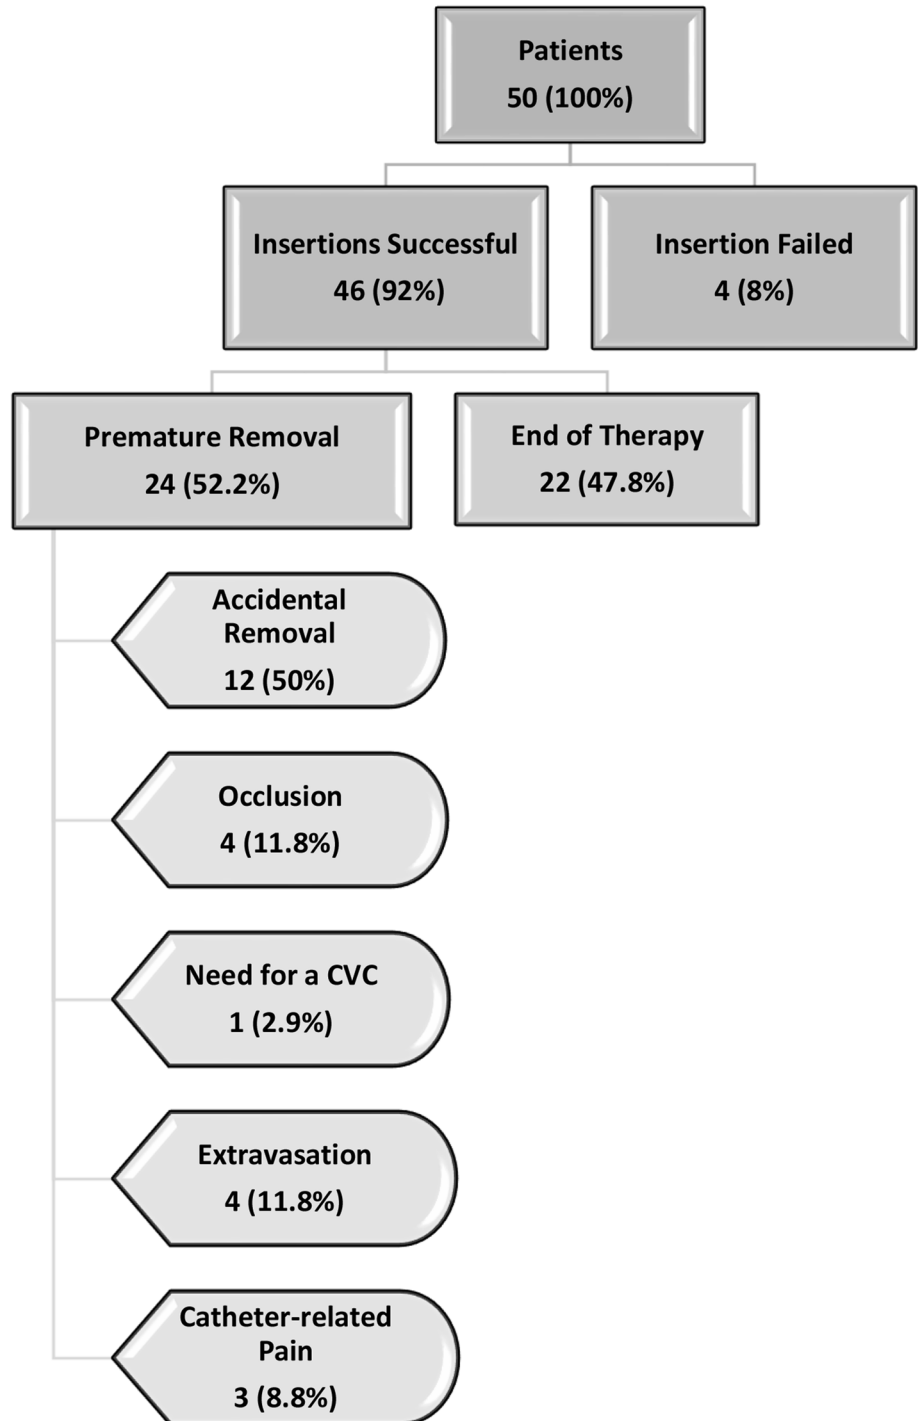 Patients
50 (100%)
Insertions Successful
46 (92%)
Insertion Failed
4 (8%)
Premature Removal
24 (52.2%)
End of Therapy
22 (47.8%)
Accidental
Removal
12 (50%)
Occlusion
4 (11.8%)
Need for a CVC
1 (2.9%)
Extravasation
4 (11.8%)
Catheter-related
Pain
3 (8.8%)